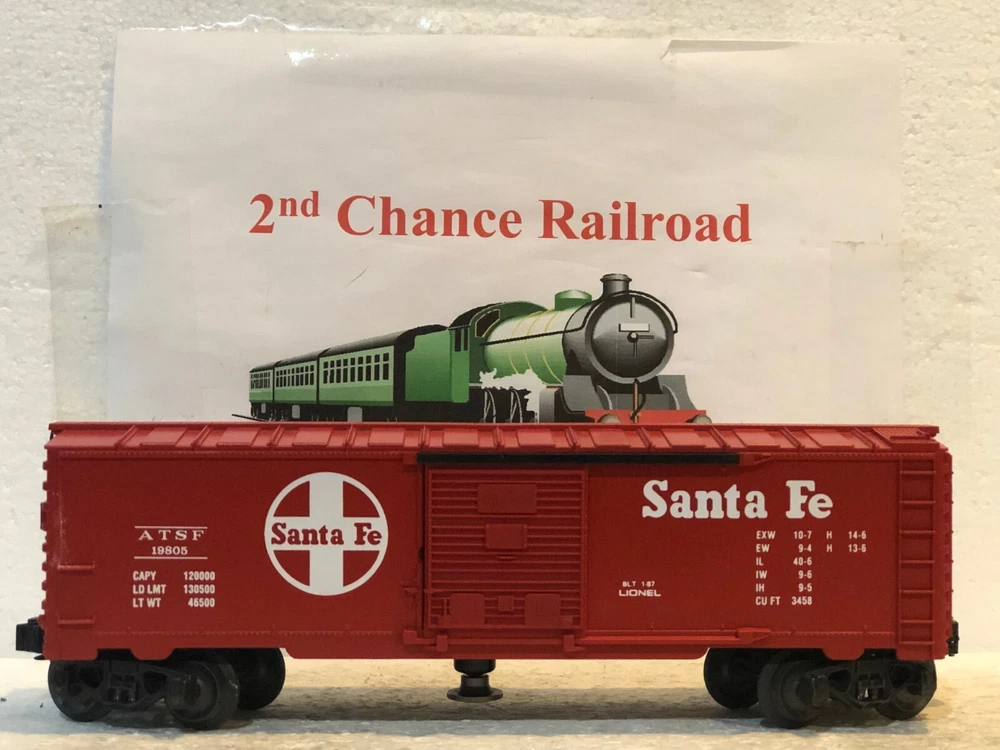 2nd Chance Railroad
Santa Fe
ATSF
19805
CAPY 120000
LD LMT 130500
LT WT 46500
Santa Fe
EXW 10-7 H 14-6
EW 9-4 H 13-6
IL 40-6
IW 9-6
IH 9-5
CU FT 3458
BLT 1-87
LIONEL